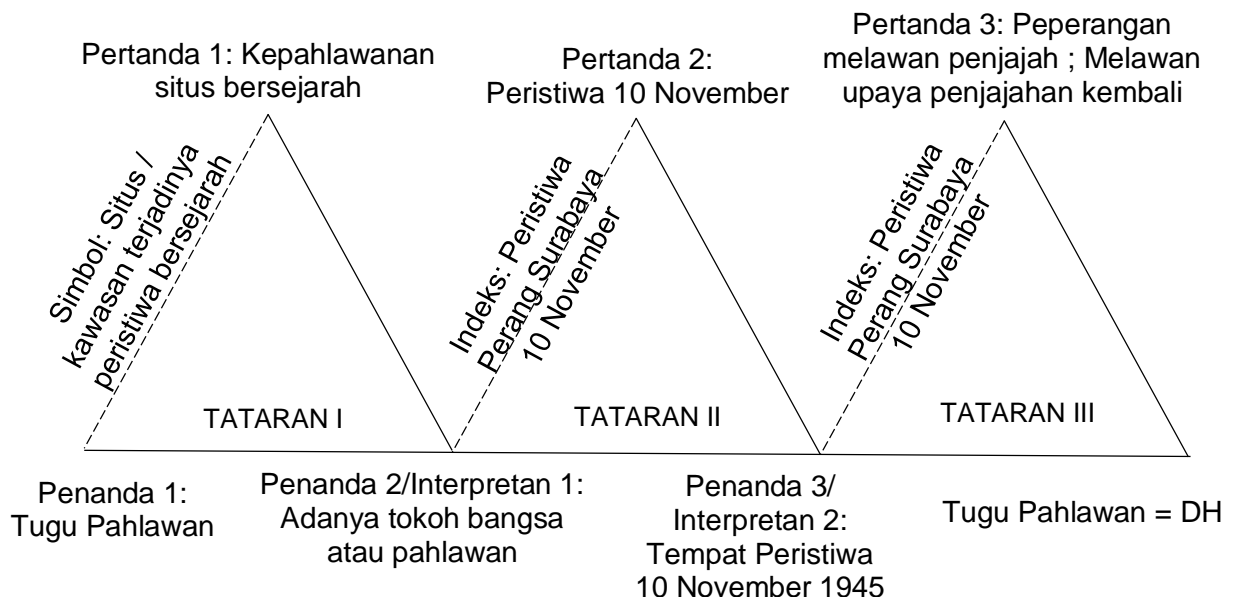 Pertanda 1: Kepahlawanan
situs bersejarah
Pertanda 2:
Peristiwa 10 November
Pertanda 3: Peperangan
melawan penjajah ; Melawan
upaya penjajahan kembali
Simbol: Situs /
kawasan terjadinya
peristiwa bersejarah
Indeks: Peristiwa
Perang Surabaya
10 November
Indeks: Peristiwa
Perang Surabaya
10 November
TATARAN I
TATARAN II
TATARAN III
Penanda 1:
Tugu Pahlawan
Penanda 2/Interpretan 1:
Adanya tokoh bangsa
atau pahlawan
Penanda 3/
Interpretan 2:
Tempat Peristiwa
10 November 1945
Tugu Pahlawan = DH